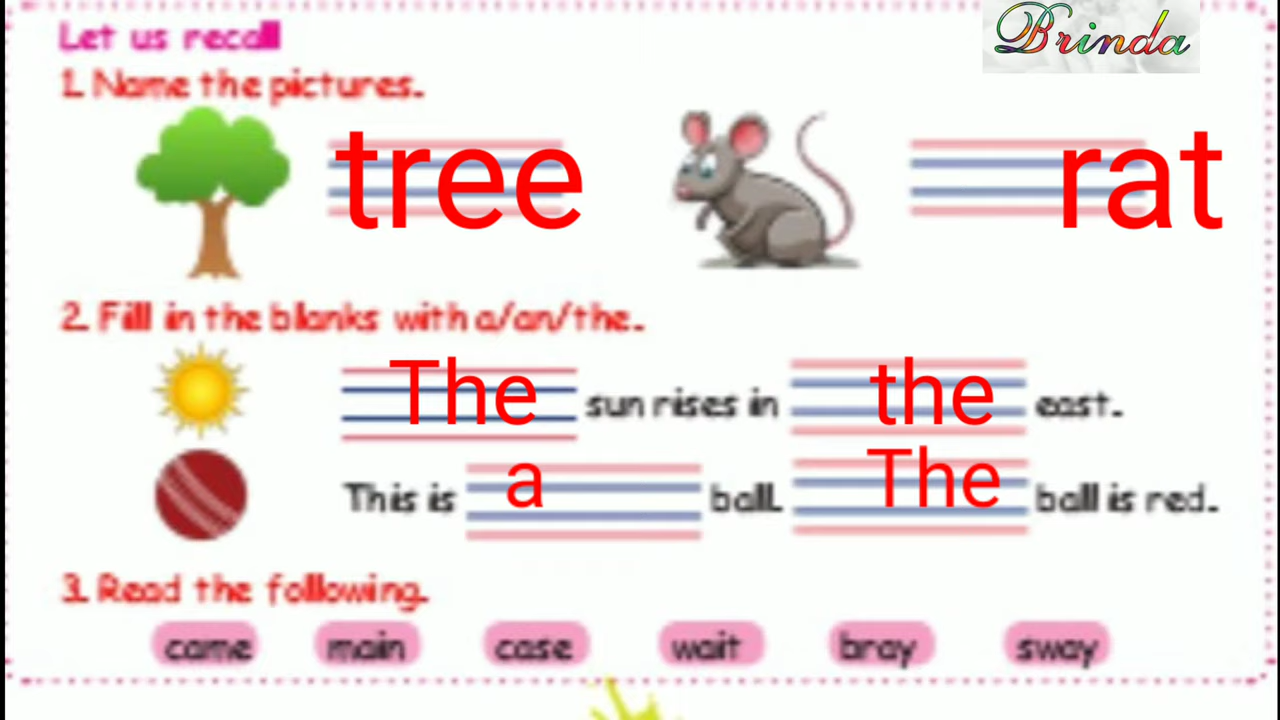 Brinda
Let us recall
1. Name the pictures.
tree rat
2. Fill in the blanks with a/an/the.
The sun rises in the east.
This is a ball. The ball is red.
3. Read the following.
came main case wait bray sway